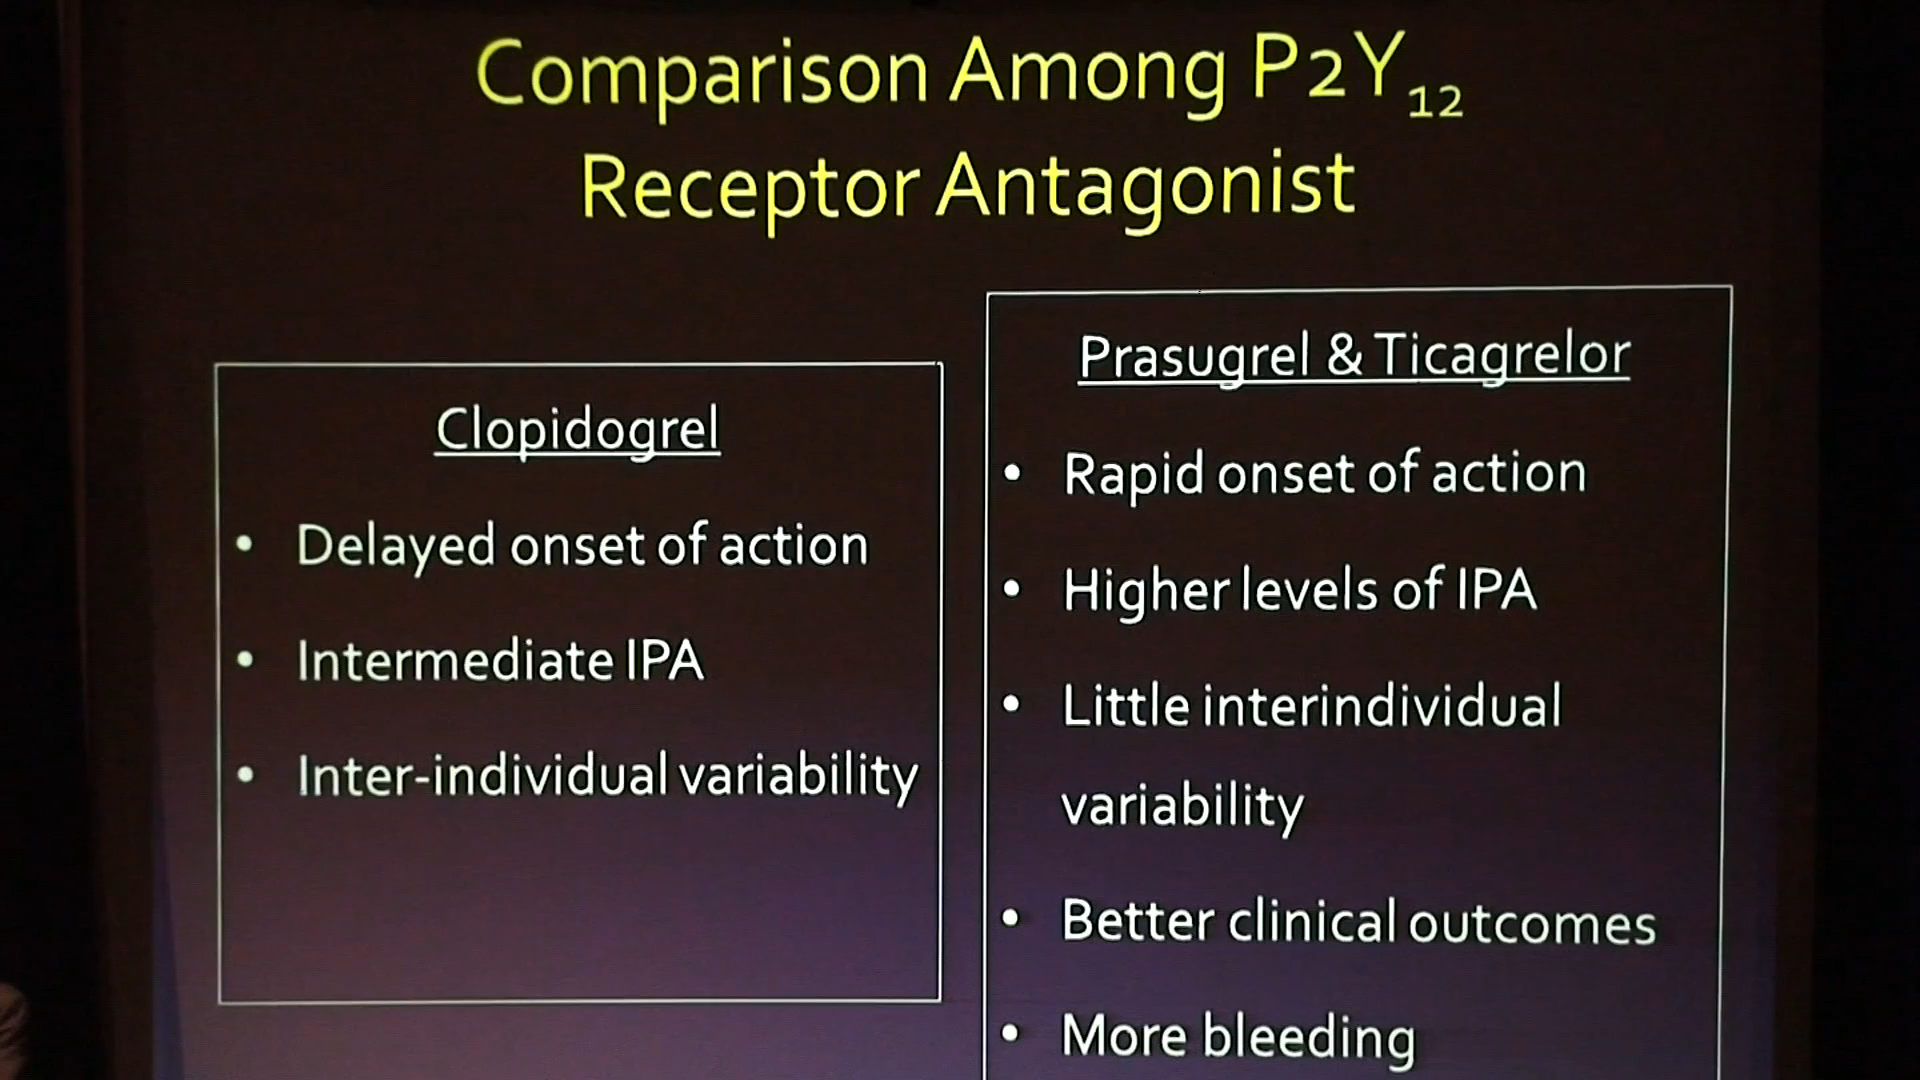 Comparison Among P2Y₁₂
Receptor Antagonist
Clopidogrel
• Delayed onset of action
• Intermediate IPA
• Inter-individual variability
Prasugrel & Ticagrelor
• Rapid onset of action
• Higher levels of IPA
• Little interindividual
variability
• Better clinical outcomes
• More bleeding